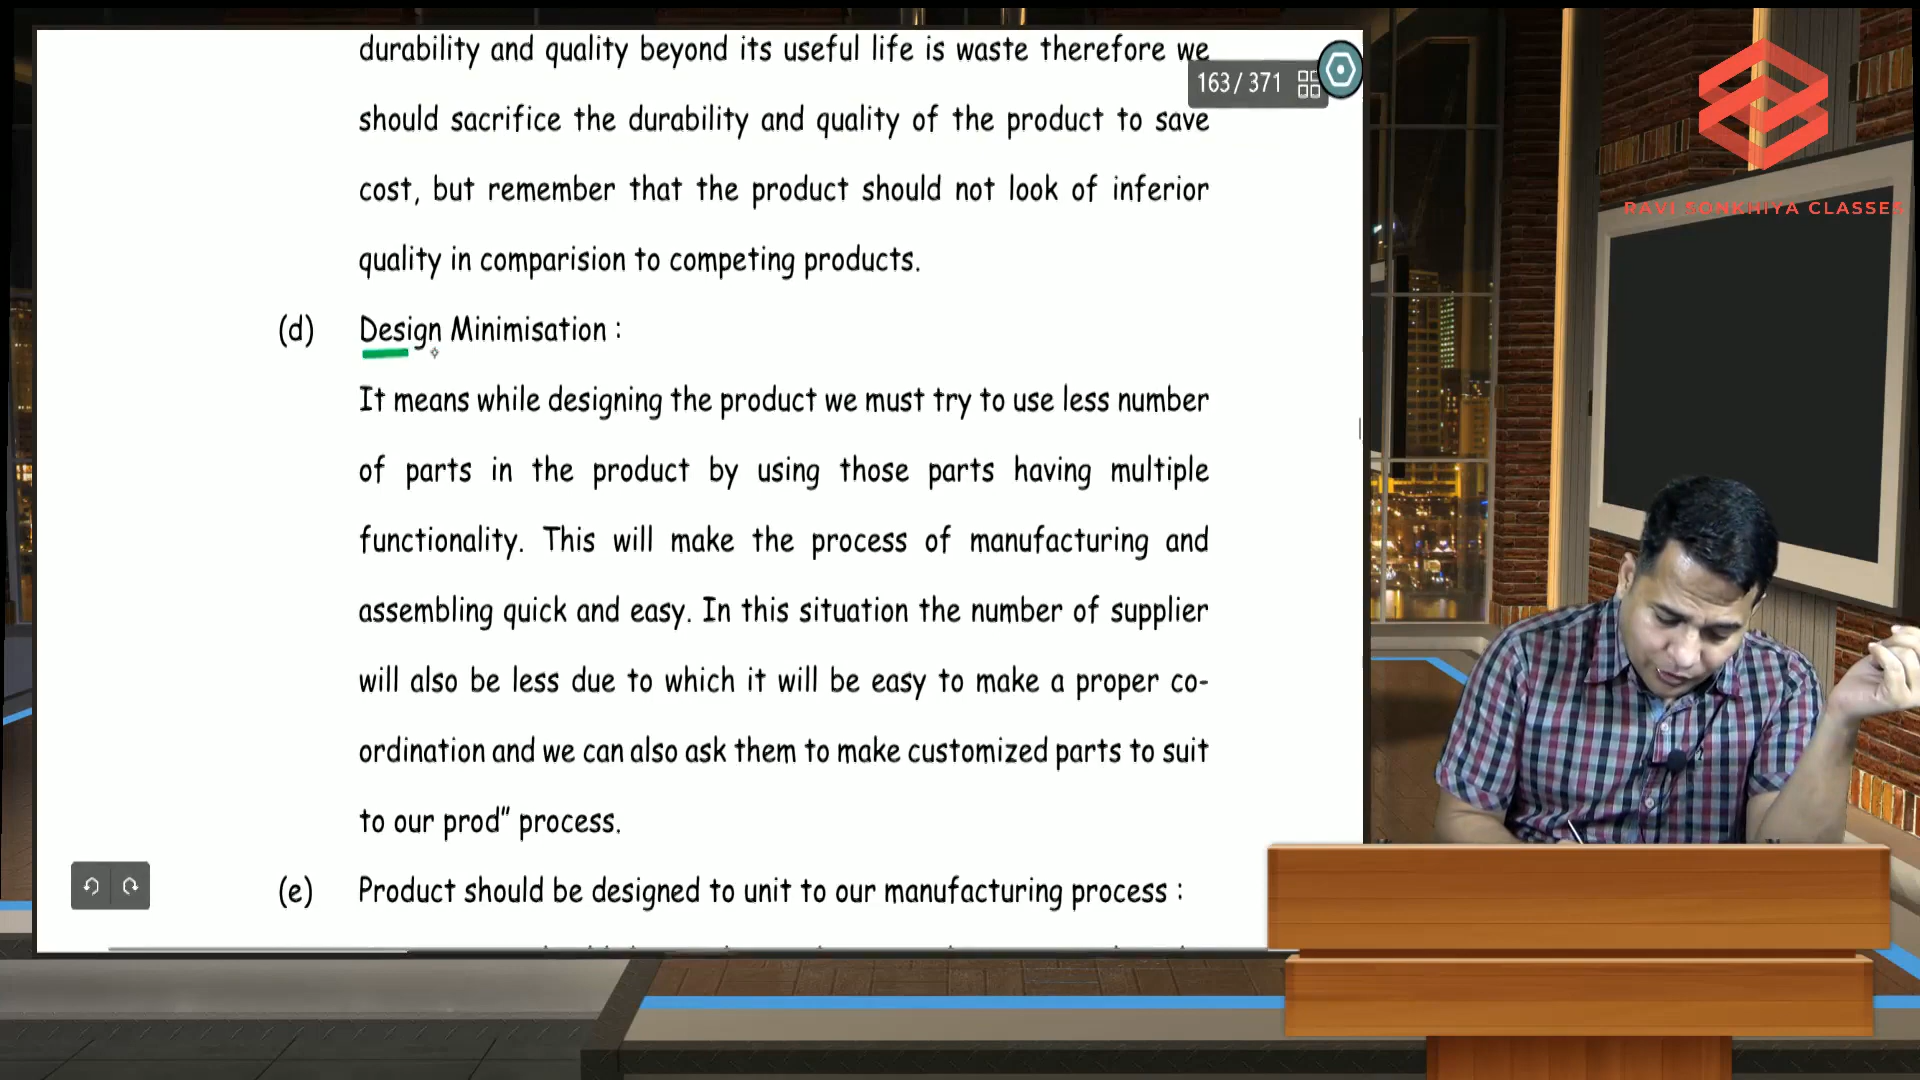 durability and quality beyond its useful life is waste therefore we
163 / 371
should sacrifice the durability and quality of the product to save
cost, but remember that the product should not look of inferior
quality in comparision to competing products.
(d) Design Minimisation :
It means while designing the product we must try to use less number
of parts in the product by using those parts having multiple
functionality. This will make the process of manufacturing and
assembling quick and easy. In this situation the number of supplier
will also be less due to which it will be easy to make a proper co-
ordination and we can also ask them to make customized parts to suit
to our prod" process.
(e) Product should be designed to unit to our manufacturing process :
RAVI SONKHIYA CLASSES